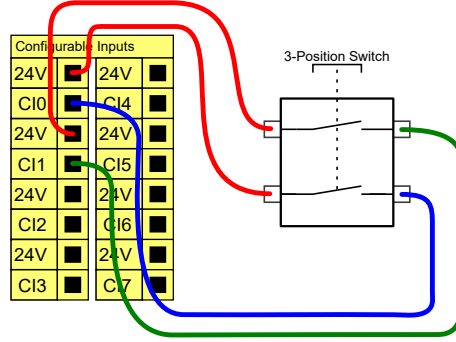 Configurable Inputs
3-Position Switch
24V 24V
CI0 CI4
24V 24V
CI1 CI5
24V 24V
CI2 CI6
24V 24V
CI3 CI7